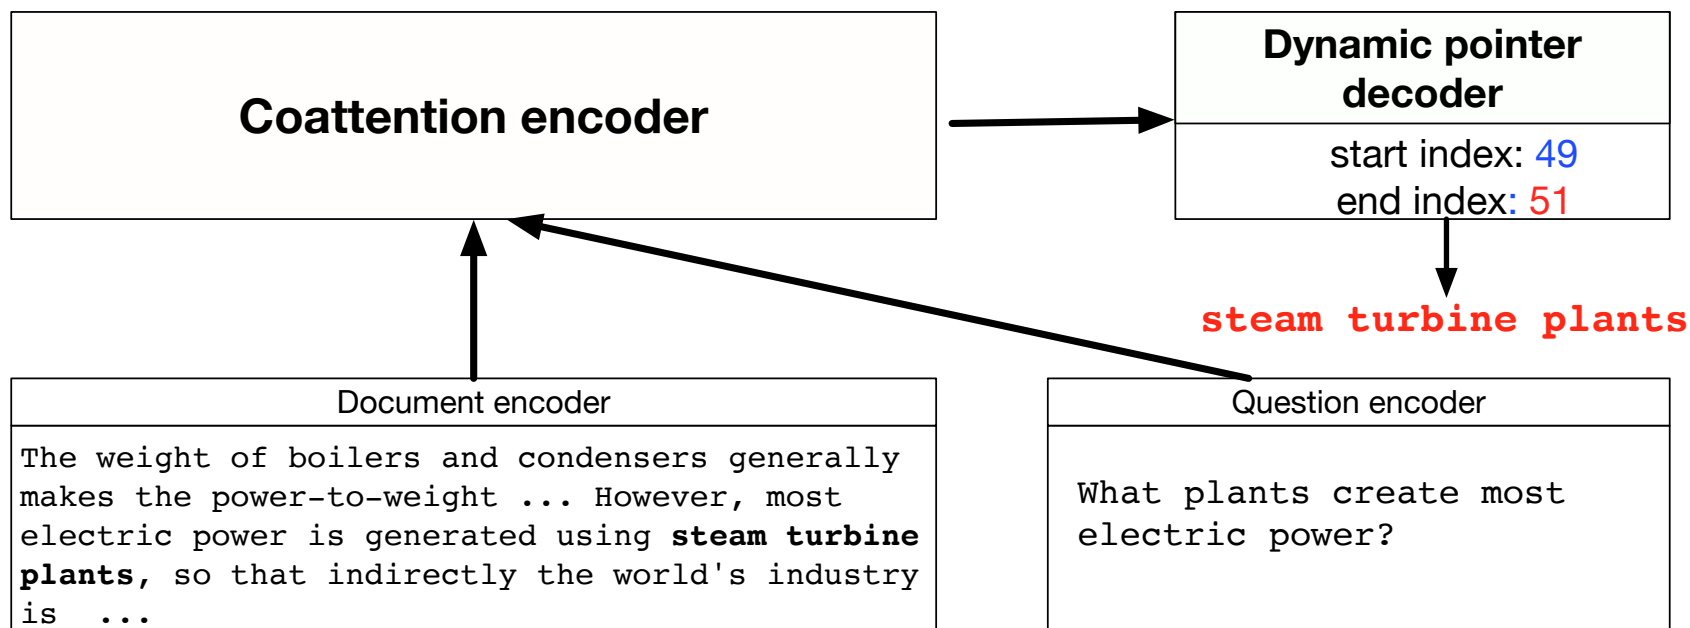 Coattention encoder
Dynamic pointer
decoder
start index: 49
end index: 51
steam turbine plants
Document encoder
The weight of boilers and condensers generally
makes the power-to-weight ... However, most
electric power is generated using steam turbine
plants, so that indirectly the world's industry
is ...
Question encoder
What plants create most
electric power?